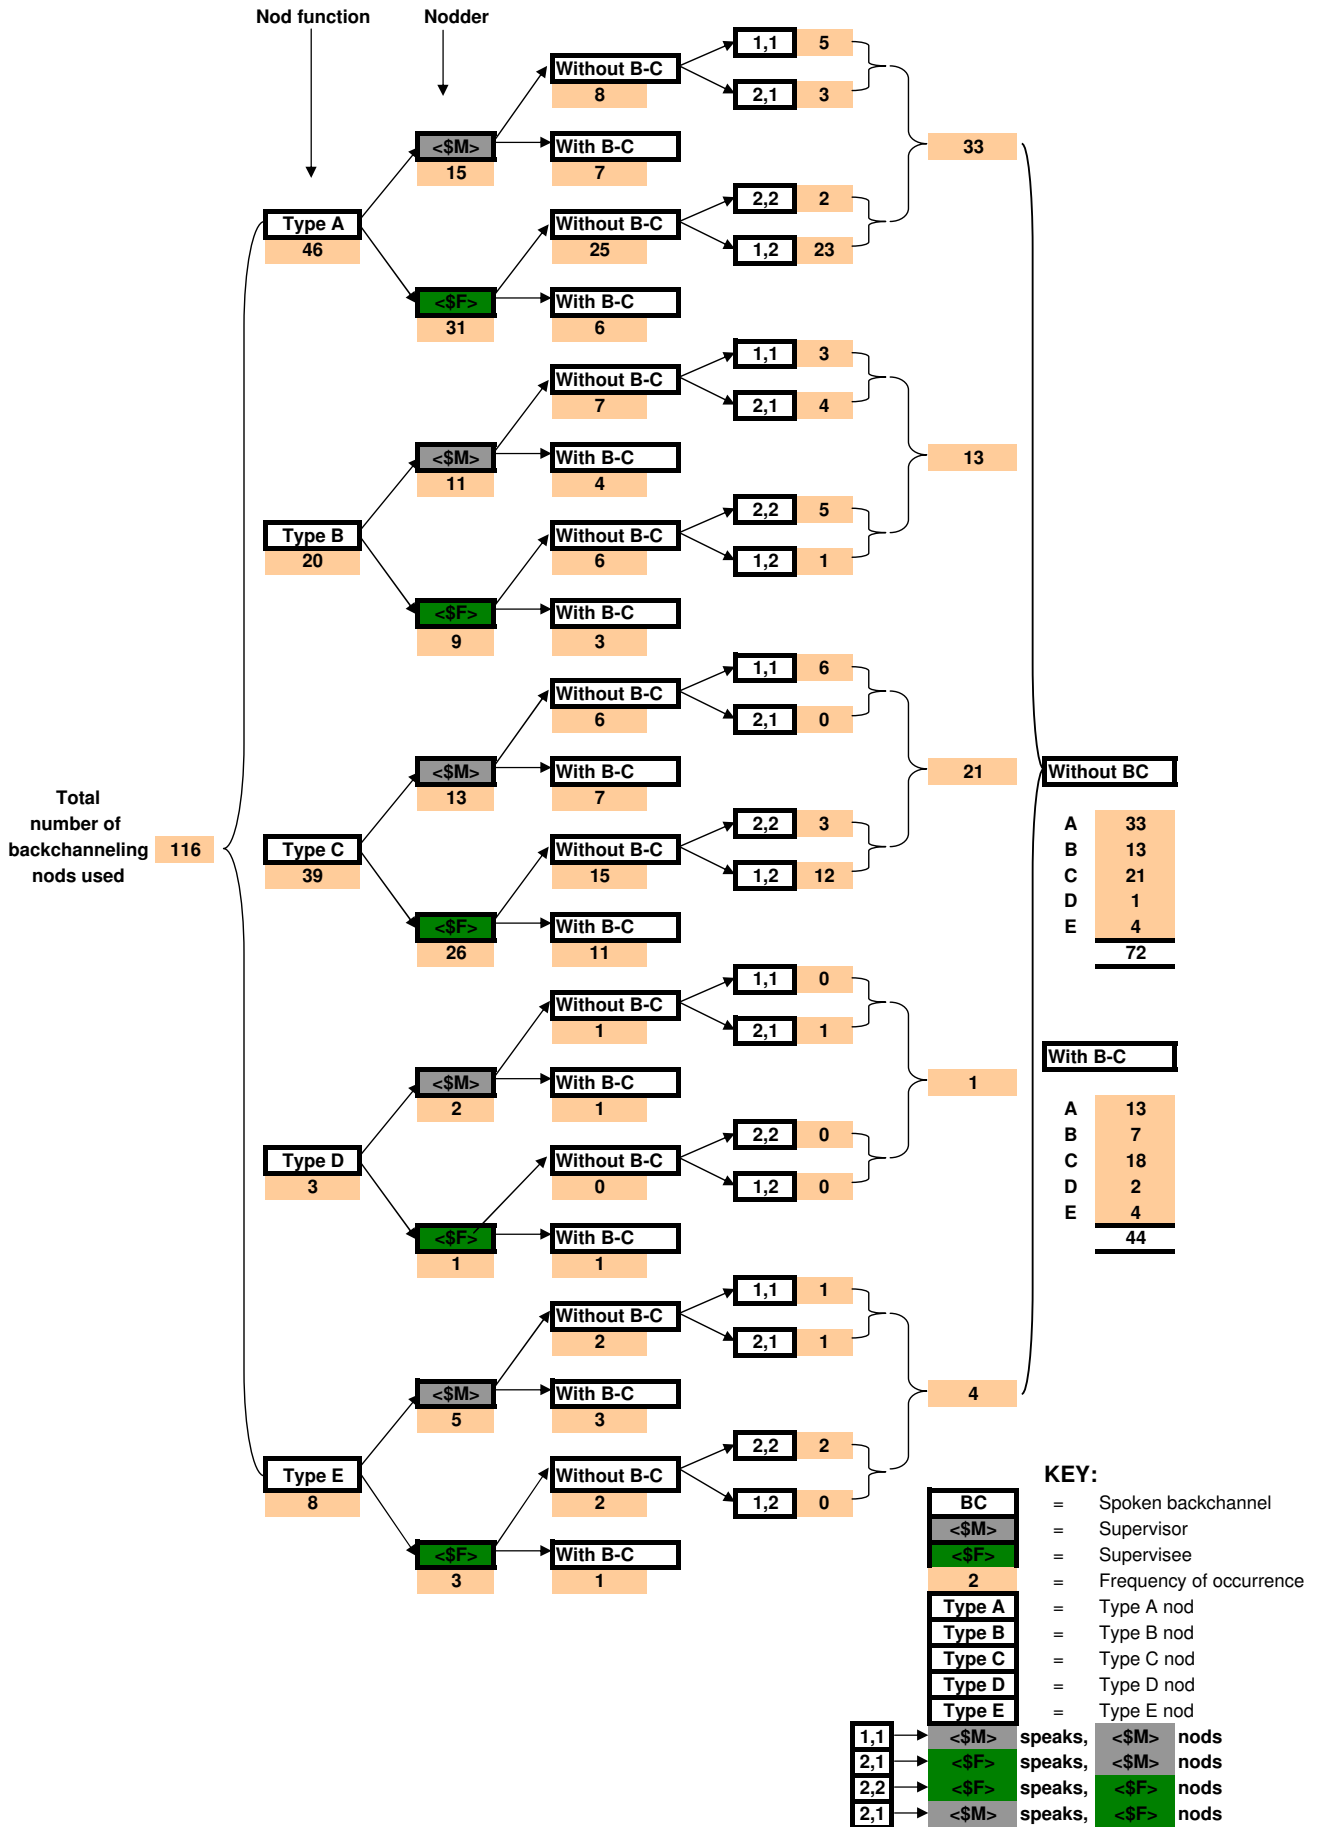 Nod function Nodder
1,1 5
Without B-C
8
2,1 3
<$M>
15
With B-C
7
33
2,2 2
Type A
46
Without B-C
25
1,2 23
<$F>
31
With B-C
6
1,1 3
Without B-C
7
2,1 4
<$M>
11
With B-C
4
13
2,2 5
Type B
20
Without B-C
6
1,2 1
<$F>
9
With B-C
3
1,1 6
Without B-C
6
2,1 0
<$M>
13
With B-C
7
21
Without BC
Total
number of
backchanneling
nods used
116
2,2 3
Type C
39
Without B-C
15
1,2 12
A 33
B 13
C 21
D 1
E 4
72
<$F>
26
With B-C
11
1,1 0
Without B-C
1
2,1 1
With B-C
<$M>
2
With B-C
1
1
A 13
B 7
C 18
D 2
E 4
44
2,2 0
Type D
3
Without B-C
0
1,2 0
<$F>
1
With B-C
1
1,1 1
Without B-C
2
2,1 1
<$M>
5
With B-C
3
4
2,2 2
Type E
8
Without B-C
2
1,2 0
<$F>
3
With B-C
1
KEY:
BC = Spoken backchannel
<$M> = Supervisor
<$F> = Supervisee
2 = Frequency of occurrence
Type A = Type A nod
Type B = Type B nod
Type C = Type C nod
Type D = Type D nod
Type E = Type E nod
1,1 <$M> speaks, <$M> nods
2,1 <$F> speaks, <$M> nods
2,2 <$F> speaks, <$F> nods
2,1 <$M> speaks, <$F> nods